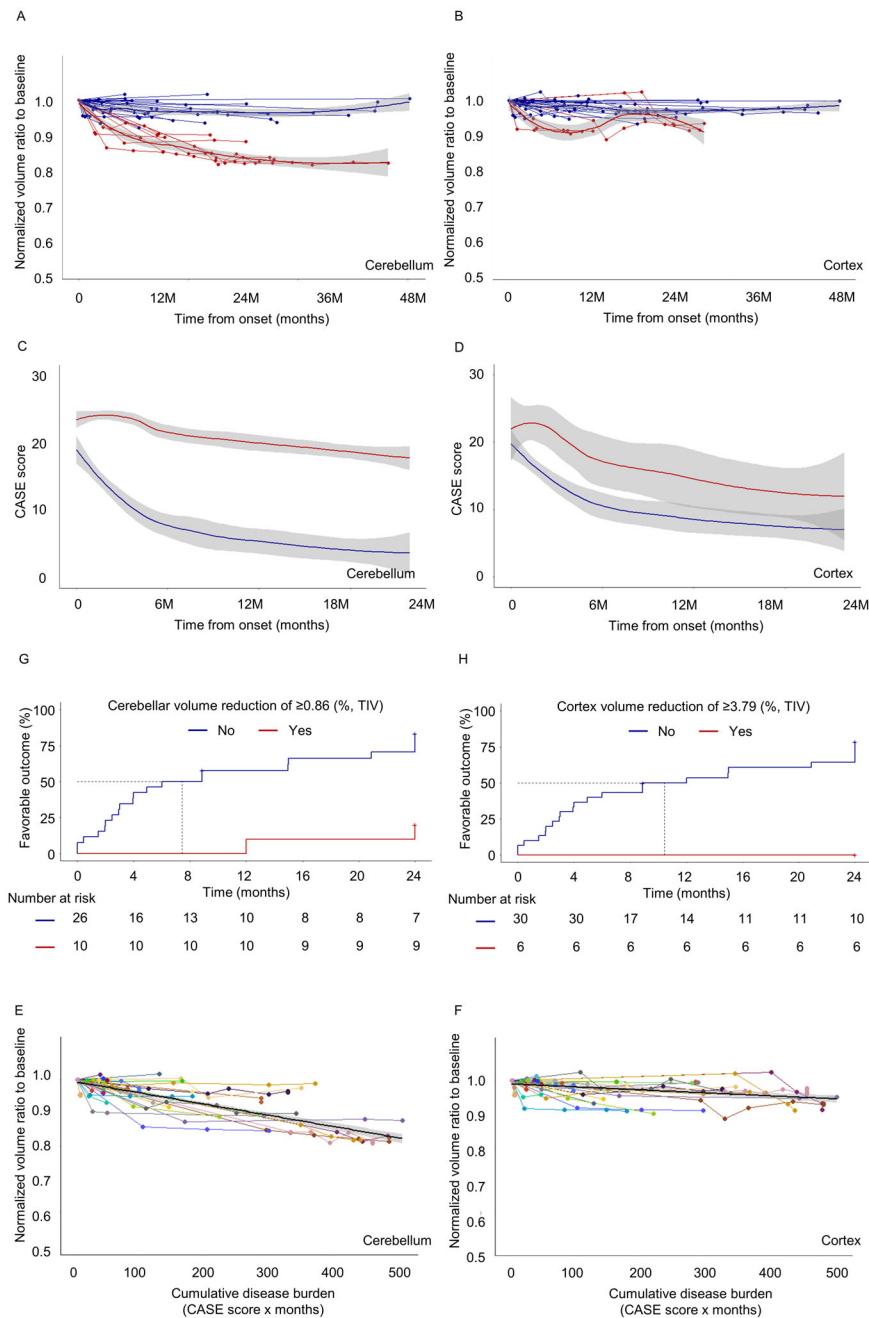 A
B
Normalized volume ratio to baseline
1.0
0.9
0.8
0.7
0.6
0.5
Cerebellum
0
12M
24M
36M
48M
Time from onset (months)
Normalized volume ratio to baseline
1.0
0.9
0.8
0.7
0.6
0.5
Cortex
0
12M
24M
36M
48M
Time from onset (months)
C
D
CASE score
30
20
10
0
Cerebellum
0
6M
12M
18M
24M
Time from onset (months)
CASE score
30
20
10
0
Cortex
0
6M
12M
18M
24M
Time from onset (months)
G
H
Cerebellar volume reduction of ≥0.86 (%, TIV)
No Yes
Favorable outcome (%)
100
75
50
25
0
0 4 8 12 16 20 24
Time (months)
Number at risk
26 16 13 10 8 8 7
10 10 10 10 9 9 9
Cortex volume reduction of ≥3.79 (%, TIV)
No Yes
Favorable outcome (%)
100
75
50
25
0
0 4 8 12 16 20 24
Time (months)
Number at risk
30 30 17 14 11 11 10
6 6 6 6 6 6 6
E
F
Normalized volume ratio to baseline
1.0
0.9
0.8
0.7
0.6
0.5
Cerebellum
0 100 200 300 400 500
Cumulative disease burden
(CASE score x months)
Normalized volume ratio to baseline
1.0
0.9
0.8
0.7
0.6
0.5
Cortex
0 100 200 300 400 500
Cumulative disease burden
(CASE score x months)